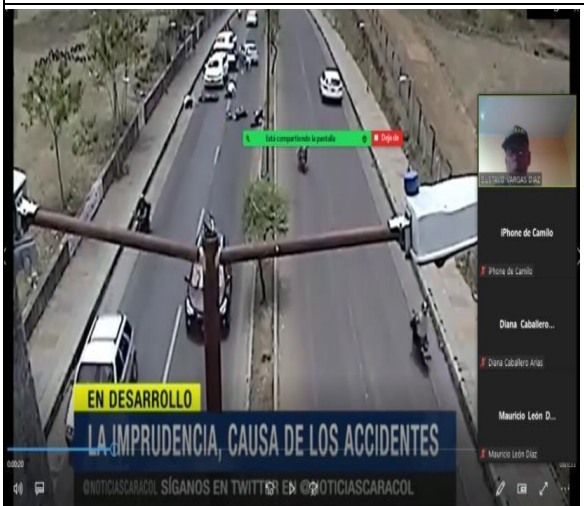 Está compartiendo la pantalla
Deja de
GUSTAVO VARGAS DIAZ
iPhone de Camilo
iPhone de Camilo
Diana Caballero...
Diana Caballero Arias
Mauricio León D...
Mauricio León Díaz
EN DESARROLLO
LA IMPRUDENCIA, CAUSA DE LOS ACCIDENTES
0:00:20
@NOTICIASCARACOL SÍGANOS EN TWITTER EN @NOTICIASCARACOL